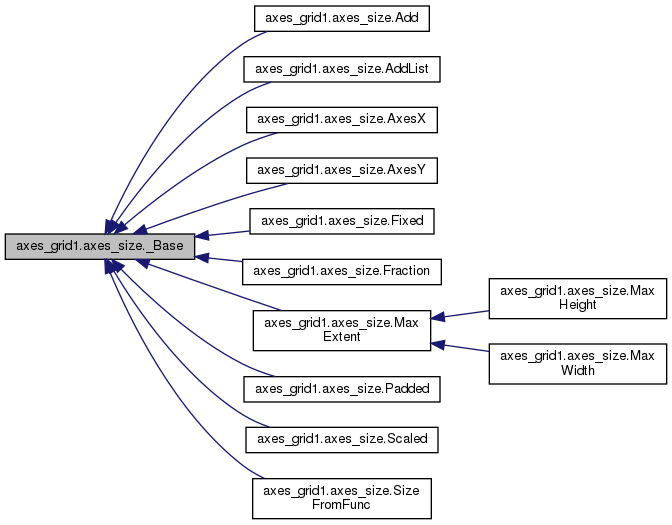 axes_grid1.axes_size.Add
axes_grid1.axes_size.AddList
axes_grid1.axes_size.AxesX
axes_grid1.axes_size.AxesY
axes_grid1.axes_size._Base
axes_grid1.axes_size.Fixed
axes_grid1.axes_size.Fraction
axes_grid1.axes_size.Max
Extent
axes_grid1.axes_size.Max
Height
axes_grid1.axes_size.Max
Width
axes_grid1.axes_size.Padded
axes_grid1.axes_size.Scaled
axes_grid1.axes_size.Size
FromFunc